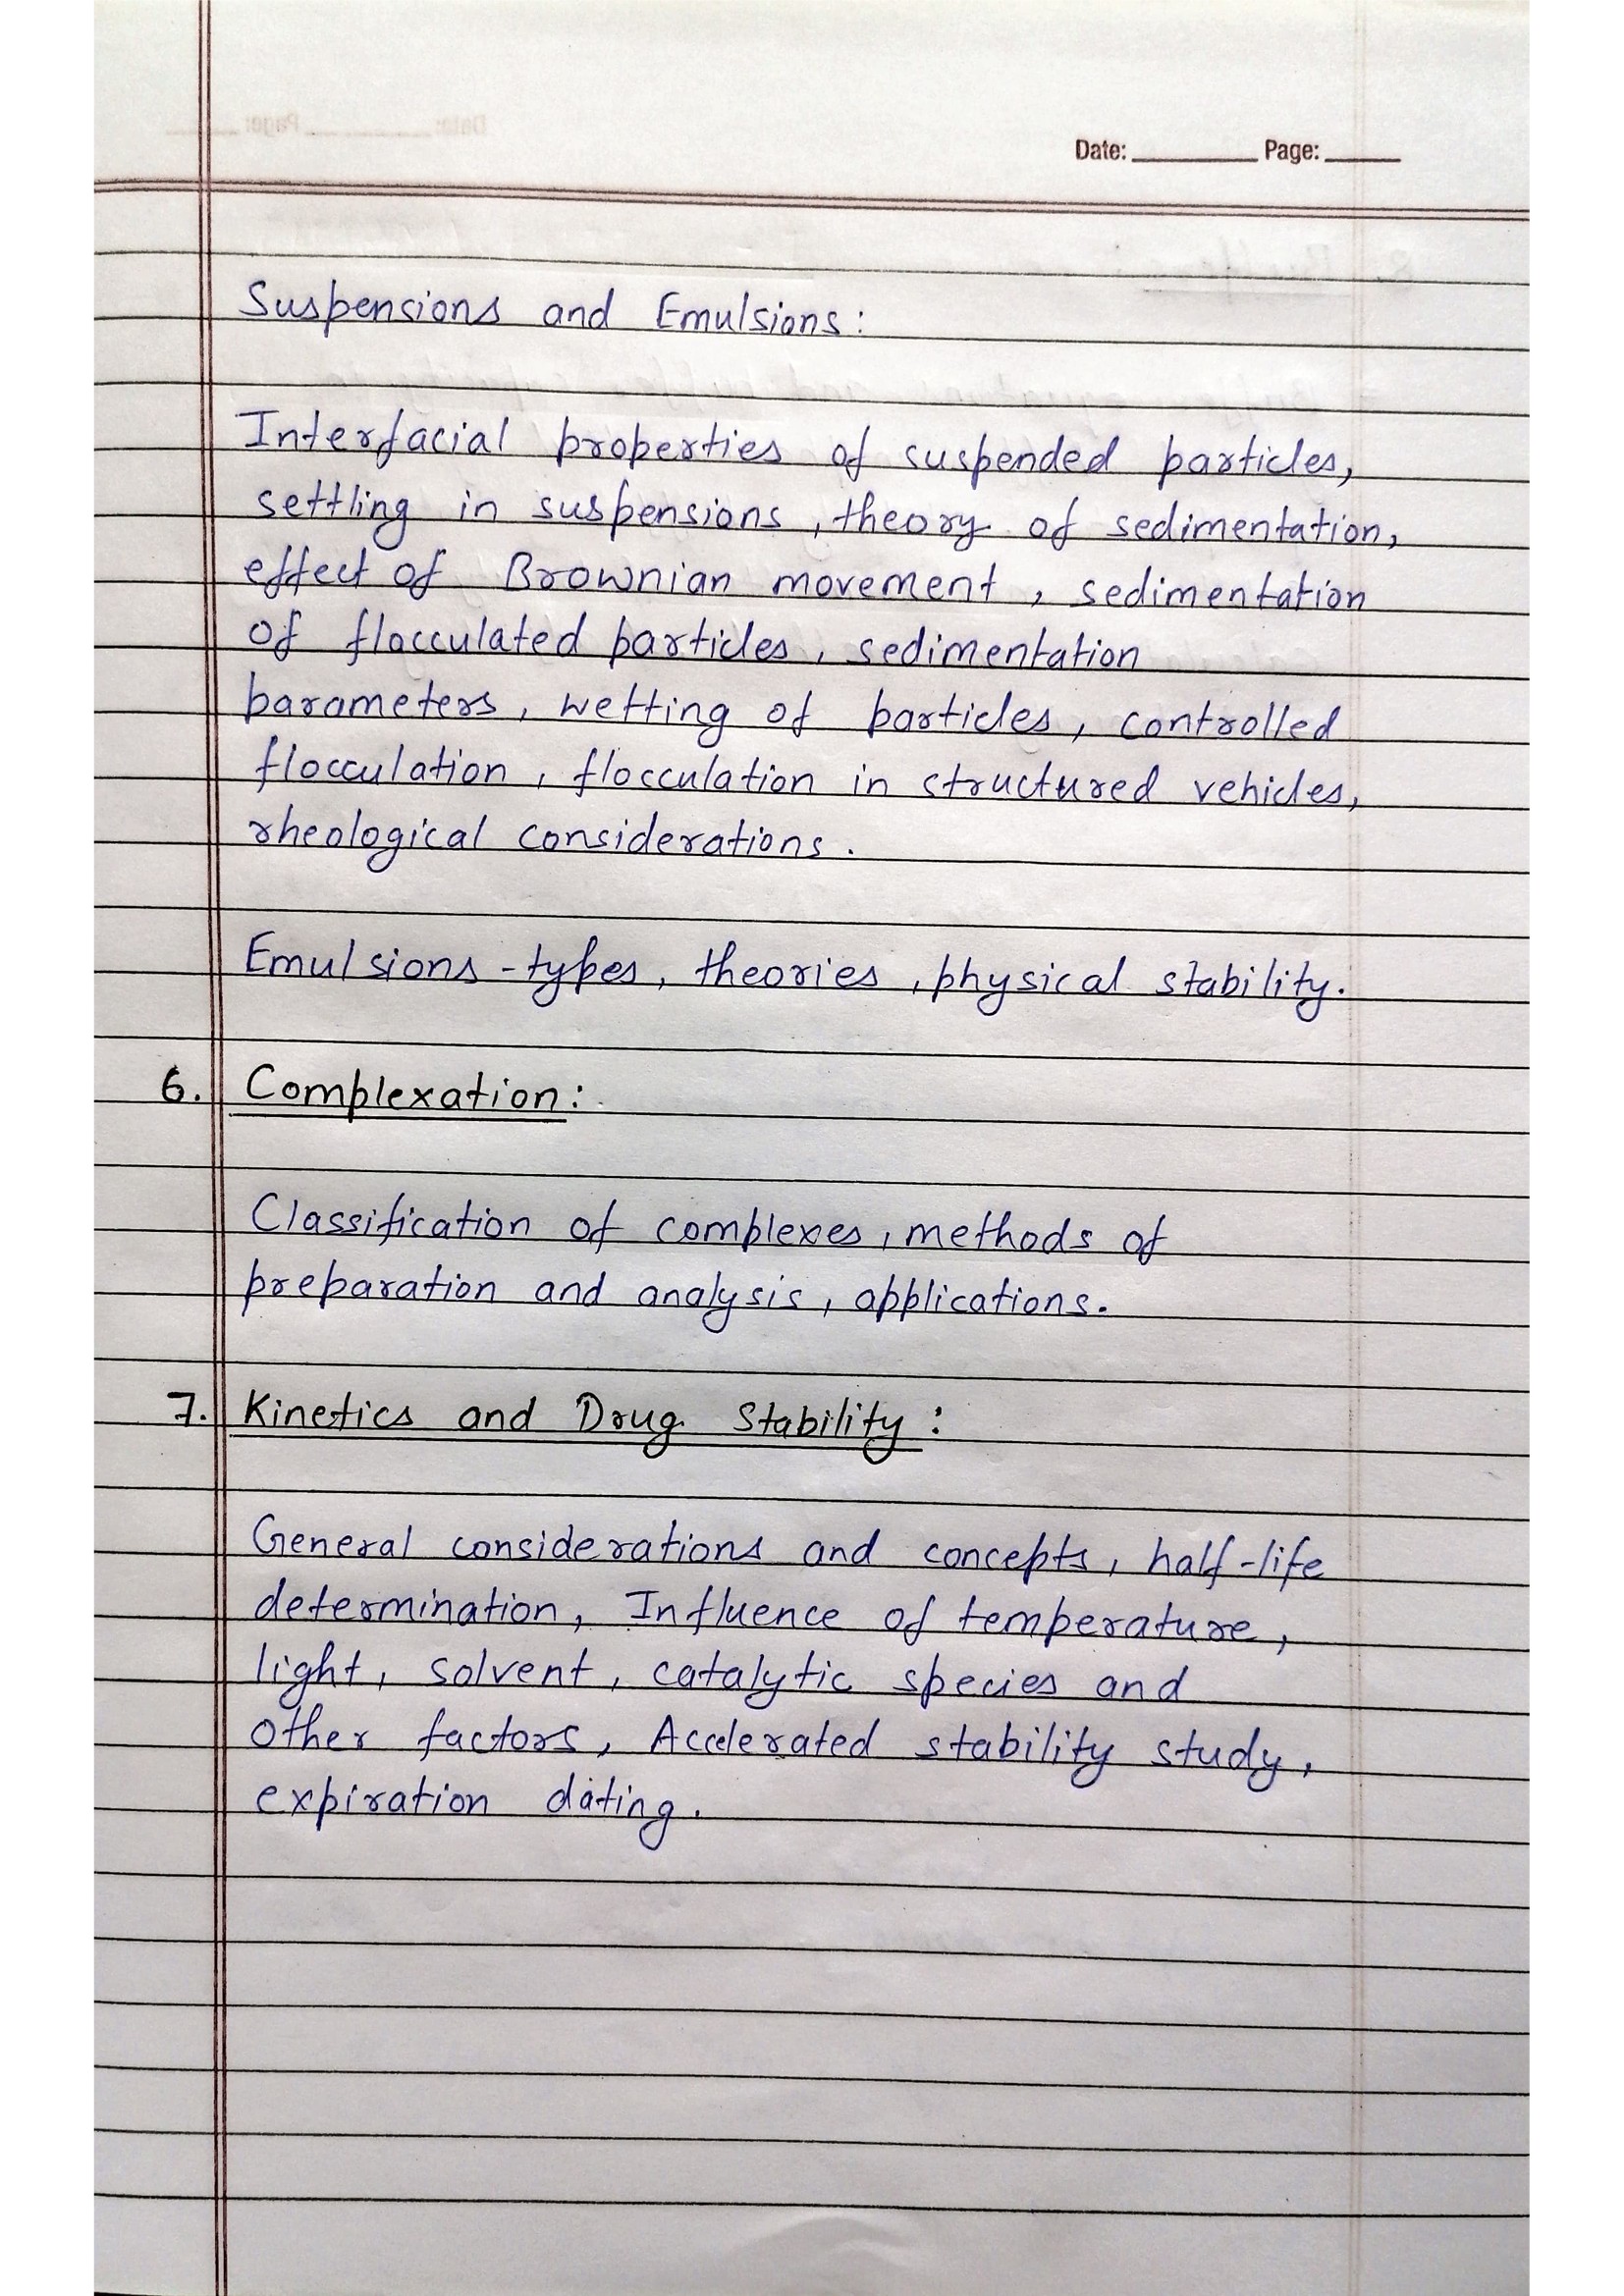 Date: Page:
Suspensions and Emulsions:
Interfacial properties of suspended particles,
settling in suspensions, theory of sedimentation,
effect of Brownian movement, sedimentation
of flocculated particles, sedimentation
parameters, wetting of particles, controlled
flocculation, flocculation in structured vehicles,
rheological considerations.
Emulsions - types, theories, physical stability.
6. Complexation:
Classification of complexes, methods of
preparation and analysis, applications.
7. Kinetics and Drug Stability:
General considerations and concepts, half-life
determination, Influence of temperature,
light, solvent, catalytic species and
other factors, Accelerated stability study,
expiration dating.